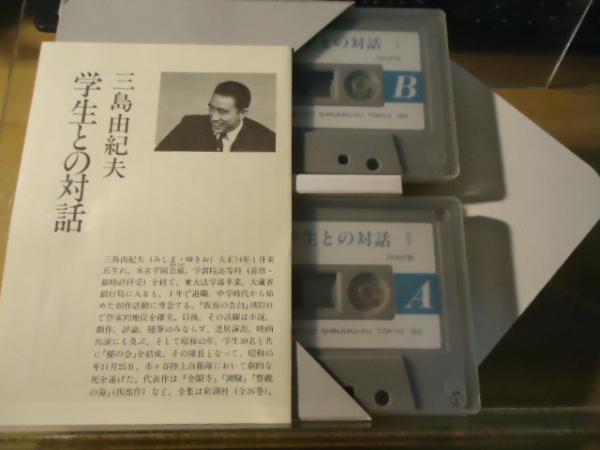 三島由紀夫
学生との対話
三島由紀夫(みしま・ゆきお)大正14年1月東
京生れ。本名平岡公威。学習院高等科(首席・
銀時計拝受)を経て、東大法学部卒業。大蔵省
銀行局に入るも、1年で退職。中学時代から始
めた創作活動に専念する。『仮面の告白』(昭24)
で作家的地位を確立。以後、その活躍は小説、
劇作、評論、随筆のみならず、芝居演出、映画
出演にも及ぶ。そして昭和43年、学生30名と共
に「楯の会」を結成。その隊長となって、昭和45
年11月25日、市ヶ谷陸上自衛隊において劇的な
死を遂げた。代表作は『金閣寺』『潮騒』『豊饒
の海』(四部作)など。全集は新潮社(全36巻)。
生との対話
B
SHINJUKU-KU TOKYO 162
学生との対話
A
SHINJUKU-KU TOKYO 162